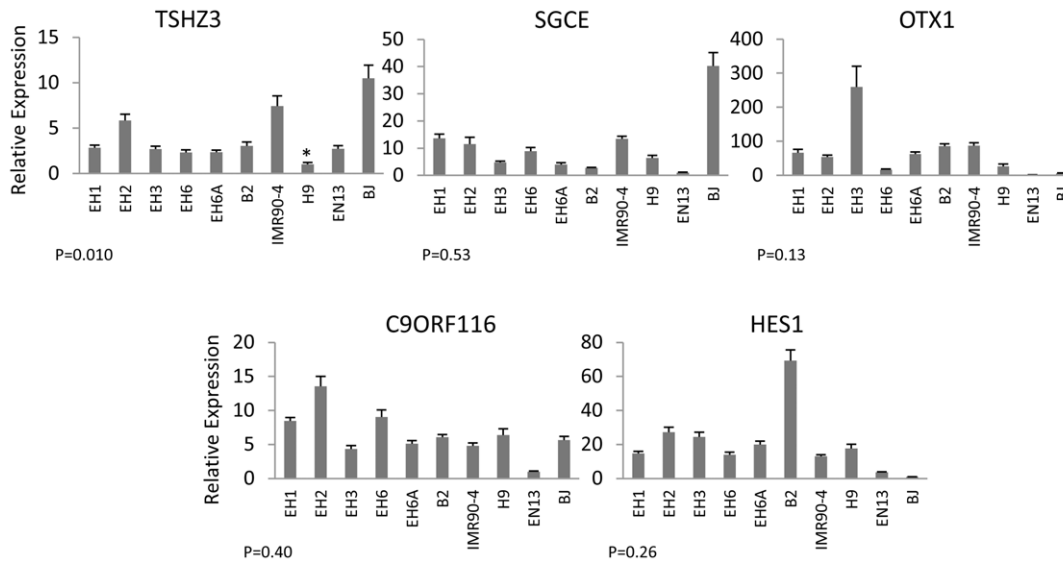 TSHZ3 SGCE OTX1
Relative Expression
15 10 5 0
*
EH1 EH2 EH3 EH6 EH6A B2 IMR90-4 H9 EN13 BJ
P=0.010
50 40 30 20 10 0
EH1 EH2 EH3 EH6 EH6A B2 IMR90-4 H9 EN13 BJ
P=0.53
400 300 200 100 0
EH1 EH2 EH3 EH6 EH6A B2 IMR90-4 H9 EN13 BJ
P=0.13
C9ORF116 HES1
Relative Expression
20 15 10 5 0
EH1 EH2 EH3 EH6 EH6A B2 IMR90-4 H9 EN13 BJ
P=0.40
80 60 40 20 0
EH1 EH2 EH3 EH6 EH6A B2 IMR90-4 H9 EN13 BJ
P=0.26